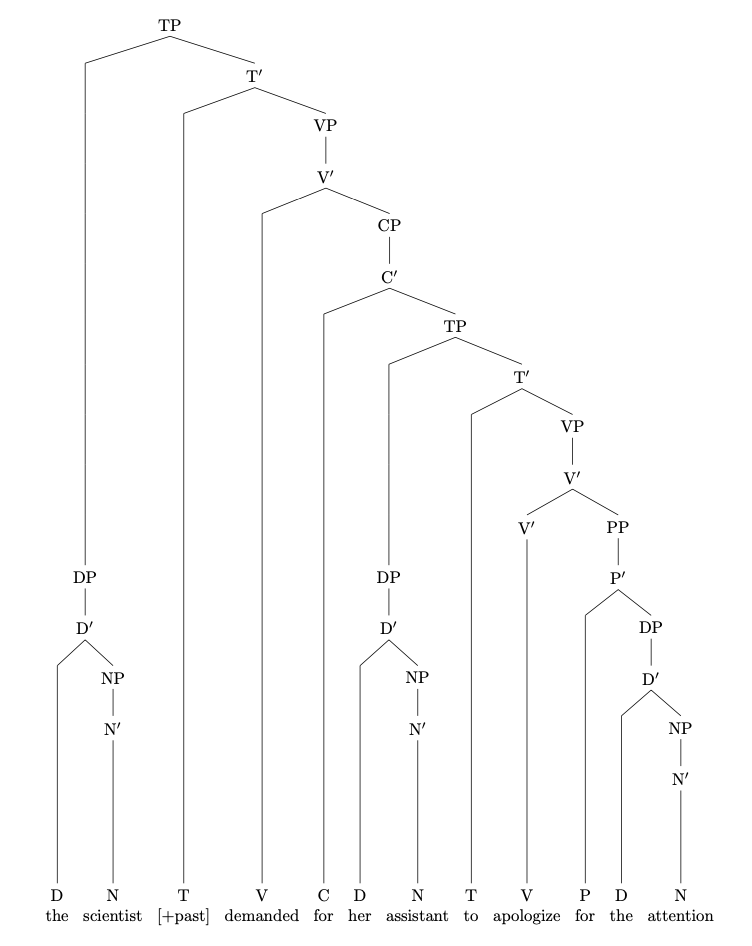 TP
T′
VP
V′
CP
C′
TP
T′
VP
V′
V′ PP
DP DP P′
D′ D′ DP
NP NP D′
N′ N′ NP
N′
D N T V C D N T V P D N
the scientist [+past] demanded for her assistant to apologize for the attention